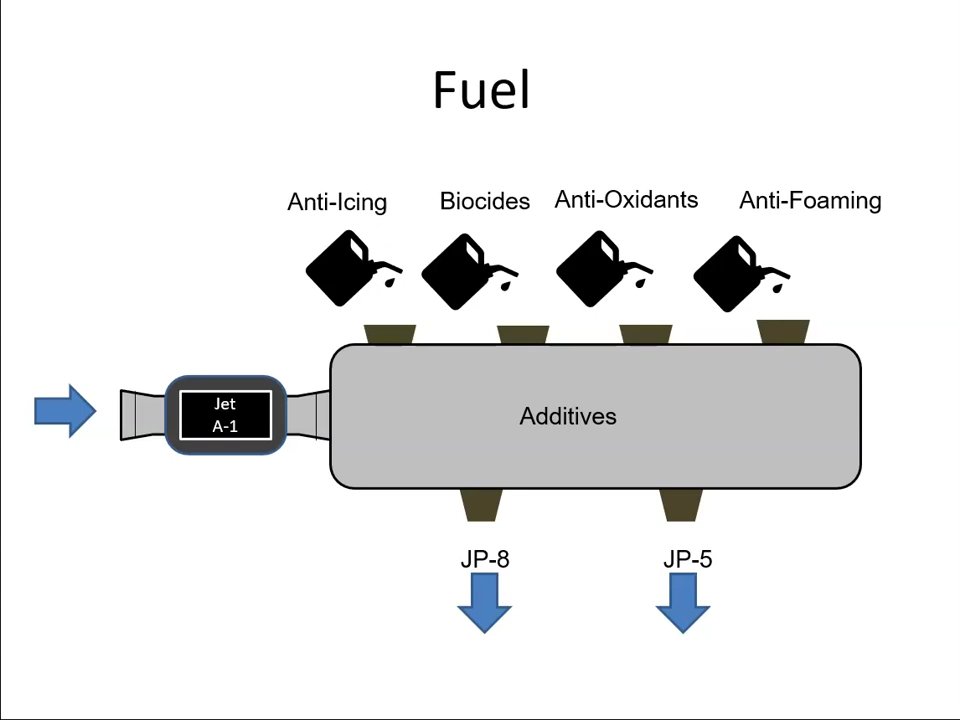 Fuel
Anti-Icing
Biocides
Anti-Oxidants
Anti-Foaming
Jet
A-1
Additives
JP-8
JP-5